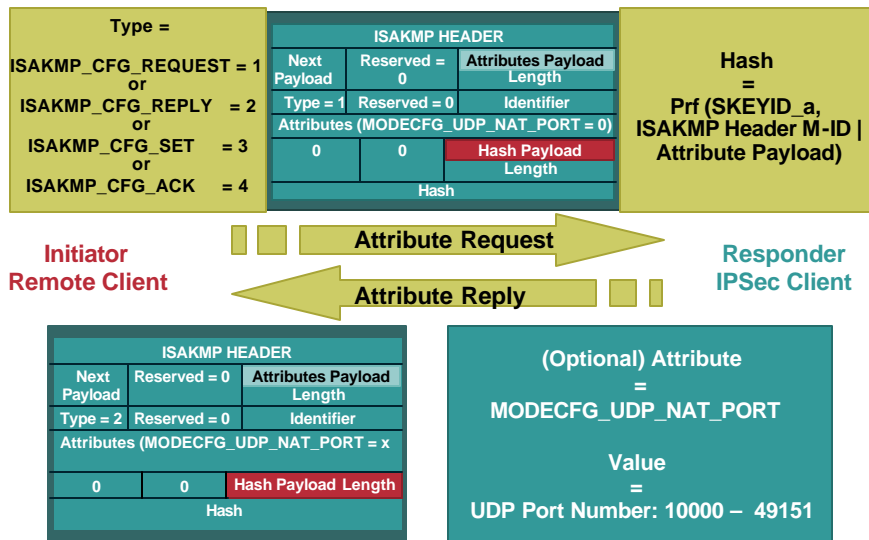 Type =
ISAKMP_CFG_REQUEST = 1
or
ISAKMP_CFG_REPLY = 2
or
ISAKMP_CFG_SET = 3
or
ISAKMP_CFG_ACK = 4
ISAKMP HEADER
Next Payload
Reserved = 0
Attributes Payload
Length
Type = 1
Reserved = 0
Identifier
Attributes (MODECFG_UDP_NAT_PORT = 0)
0
0
Hash Payload
Length
Hash
Hash
=
Prf (SKEYID_a,
ISAKMP Header M-ID |
Attribute Payload)
Initiator
Remote Client
Attribute Request
Attribute Reply
Responder
IPSec Client
ISAKMP HEADER
Next Payload
Reserved = 0
Attributes Payload
Length
Type = 2
Reserved = 0
Identifier
Attributes (MODECFG_UDP_NAT_PORT = x
0
0
Hash Payload Length
Hash
(Optional) Attribute
=
MODECFG_UDP_NAT_PORT
Value
=
UDP Port Number: 10000 – 49151